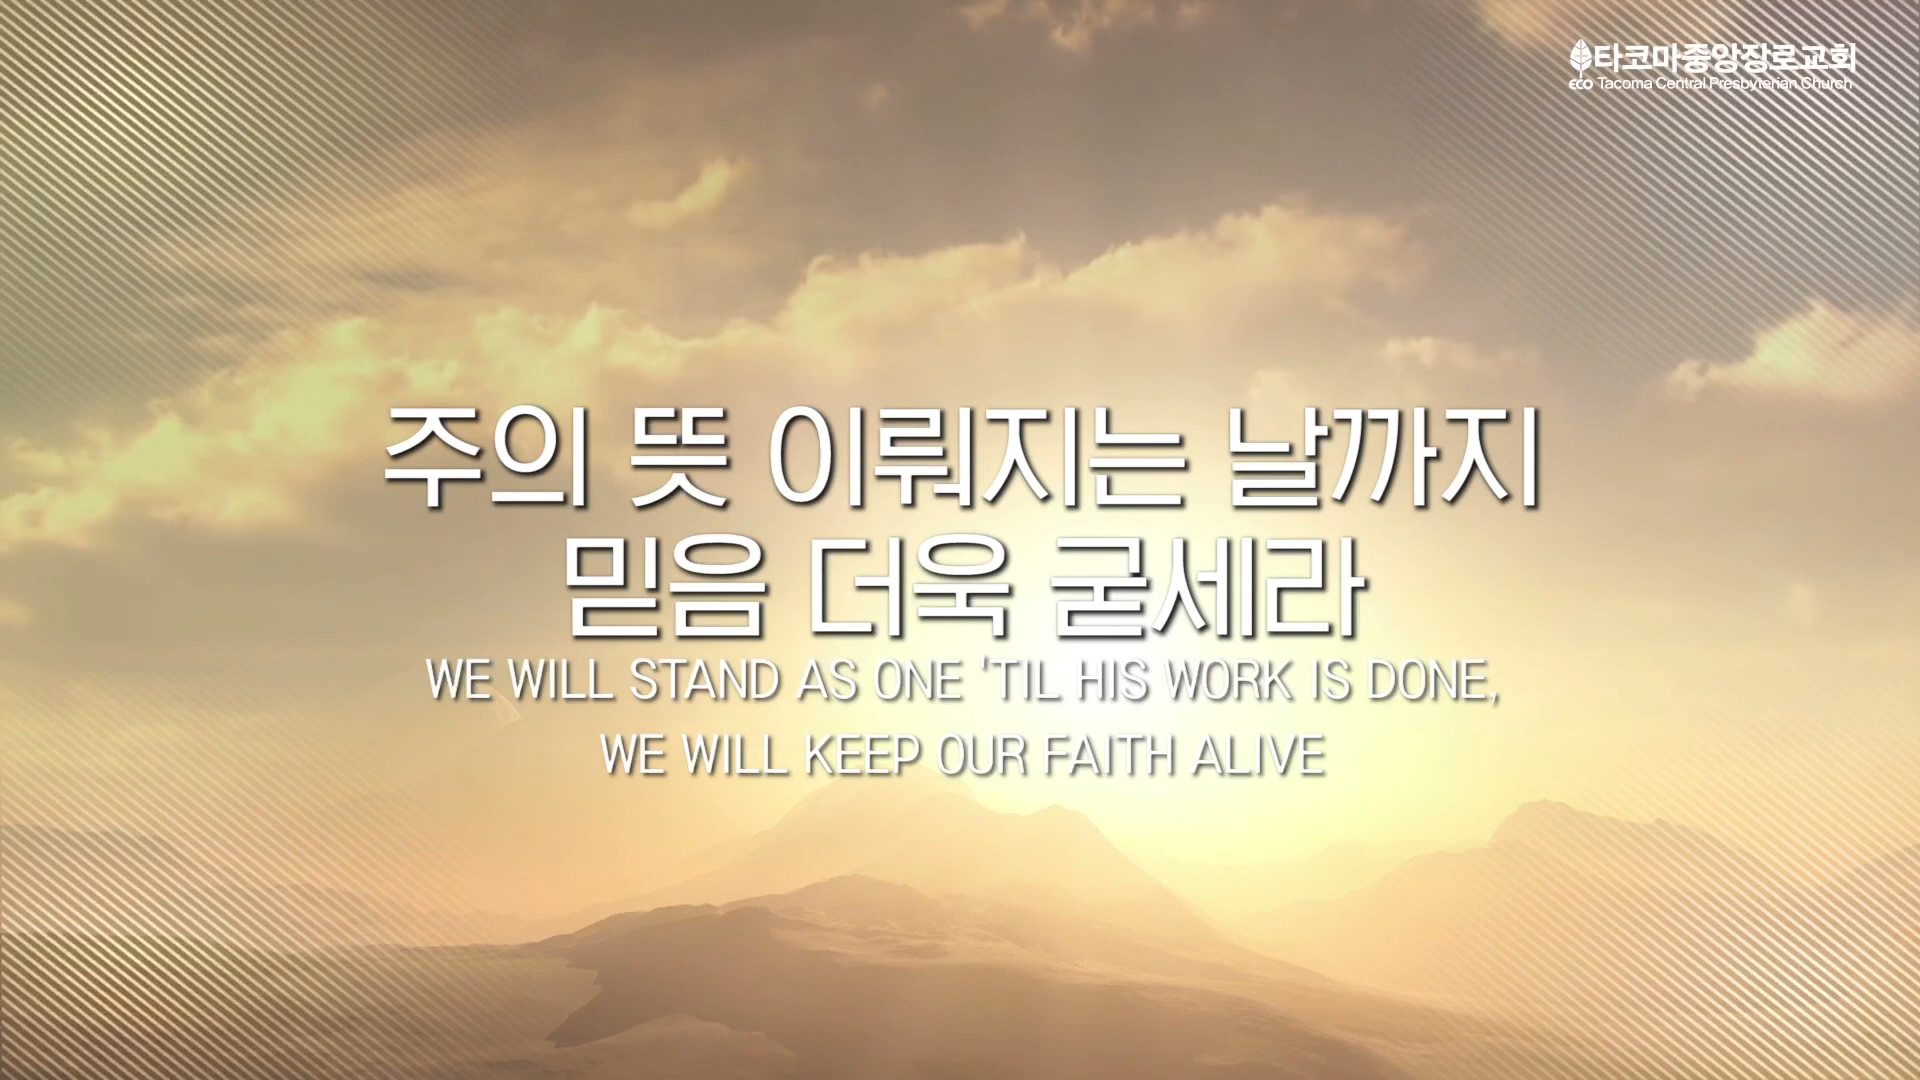 타코마중앙장로교회
ECO Tacoma Central Presbyterian Church
주의 뜻 이뤄지는 날까지
믿음 더욱 굳세라
WE WILL STAND AS ONE 'TIL HIS WORK IS DONE,
WE WILL KEEP OUR FAITH ALIVE